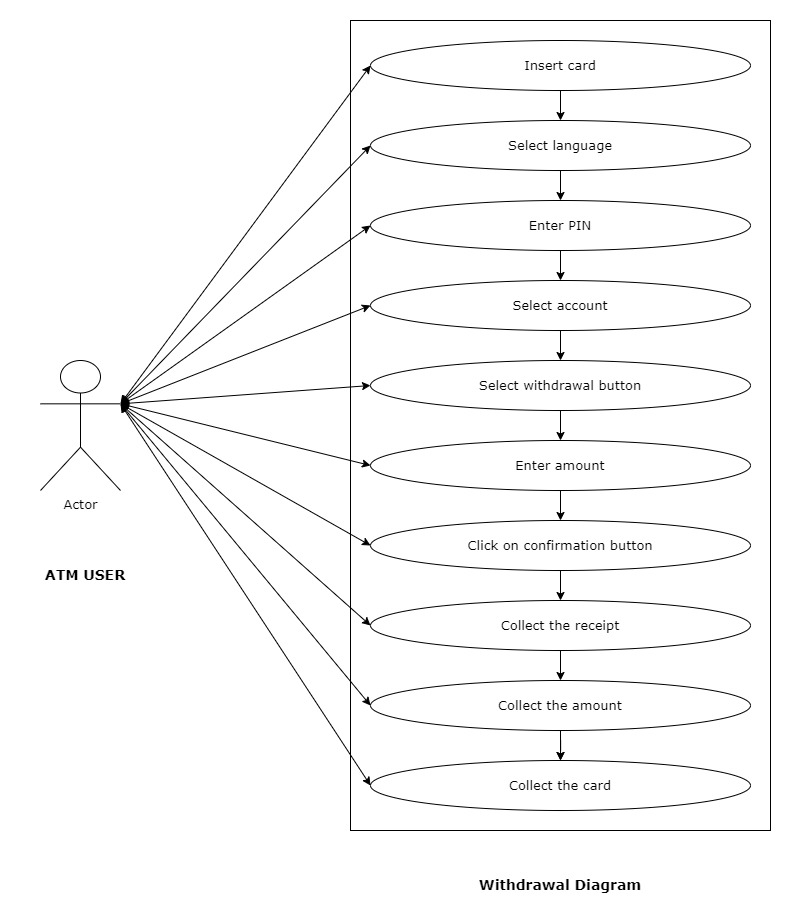 Insert card
Select language
Enter PIN
Select account
Select withdrawal button
Enter amount
Click on confirmation button
Collect the receipt
Collect the amount
Collect the card
Actor
ATM USER
Withdrawal Diagram